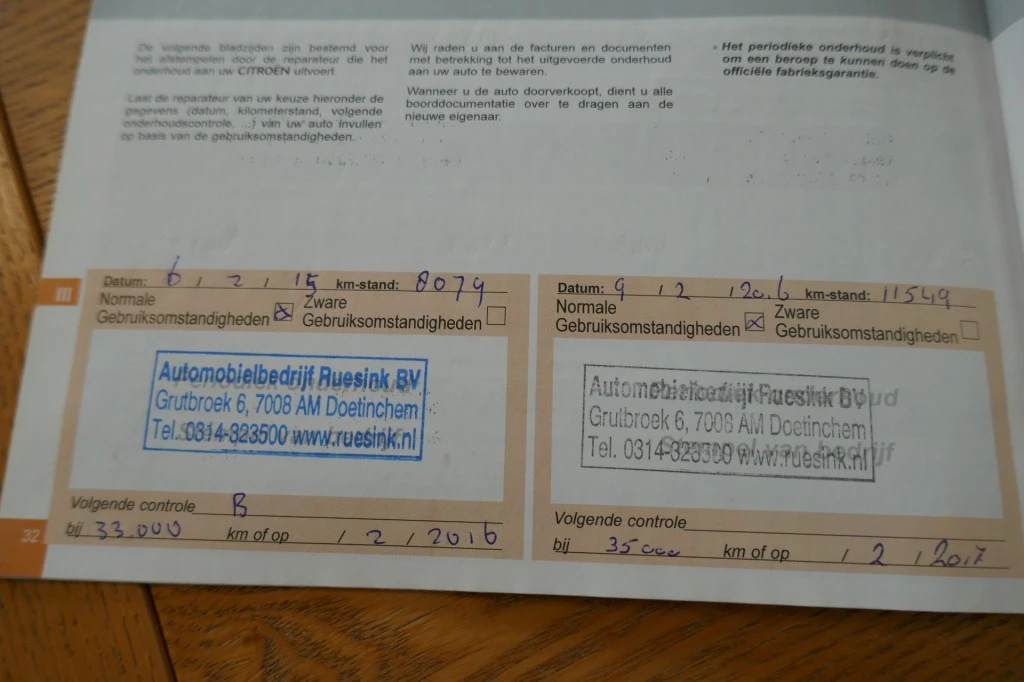 De volgende bladzijden zijn bestemd voor
het afstempelen door de reparateur die het
onderhoud aan uw CITROËN uitvoert.
Laat de reparateur van uw keuze hieronder de
gegevens (datum, kilometerstand, volgende
onderhoudscontrole, ...) van uw auto invullen
op basis van de gebruiksomstandigheden.
Wij raden u aan de facturen en documenten
met betrekking tot het uitgevoerde onderhoud
aan uw auto te bewaren.
Wanneer u de auto doorverkoopt, dient u alle
boorddocumentatie over te dragen aan de
nieuwe eigenaar.
Het periodieke onderhoud is verplicht
om een beroep te kunnen doen op de
officiële fabrieksgarantie.
III
Datum: 6 / 2 / 15 km-stand: 8079
Normale Gebruiksomstandigheden ☒ Zware Gebruiksomstandigheden ☐
Automobielbedrijf Ruesink BV
Grutbroek 6, 7008 AM Doetinchem
Tel. 0314-323500 www.ruesink.nl
Volgende controle B
bij 33.000 km of op / 2 / 2016
Datum: 9 / 2 / 2016 km-stand: 11549
Normale Gebruiksomstandigheden ☒ Zware Gebruiksomstandigheden ☐
Automobielbedrijf Ruesink BV
Grutbroek 6, 7008 AM Doetinchem
Tel. 0314-323500 www.ruesink.nl
Stempel van bedrijf
Volgende controle
bij 35000 km of op / 2 / 2017
32